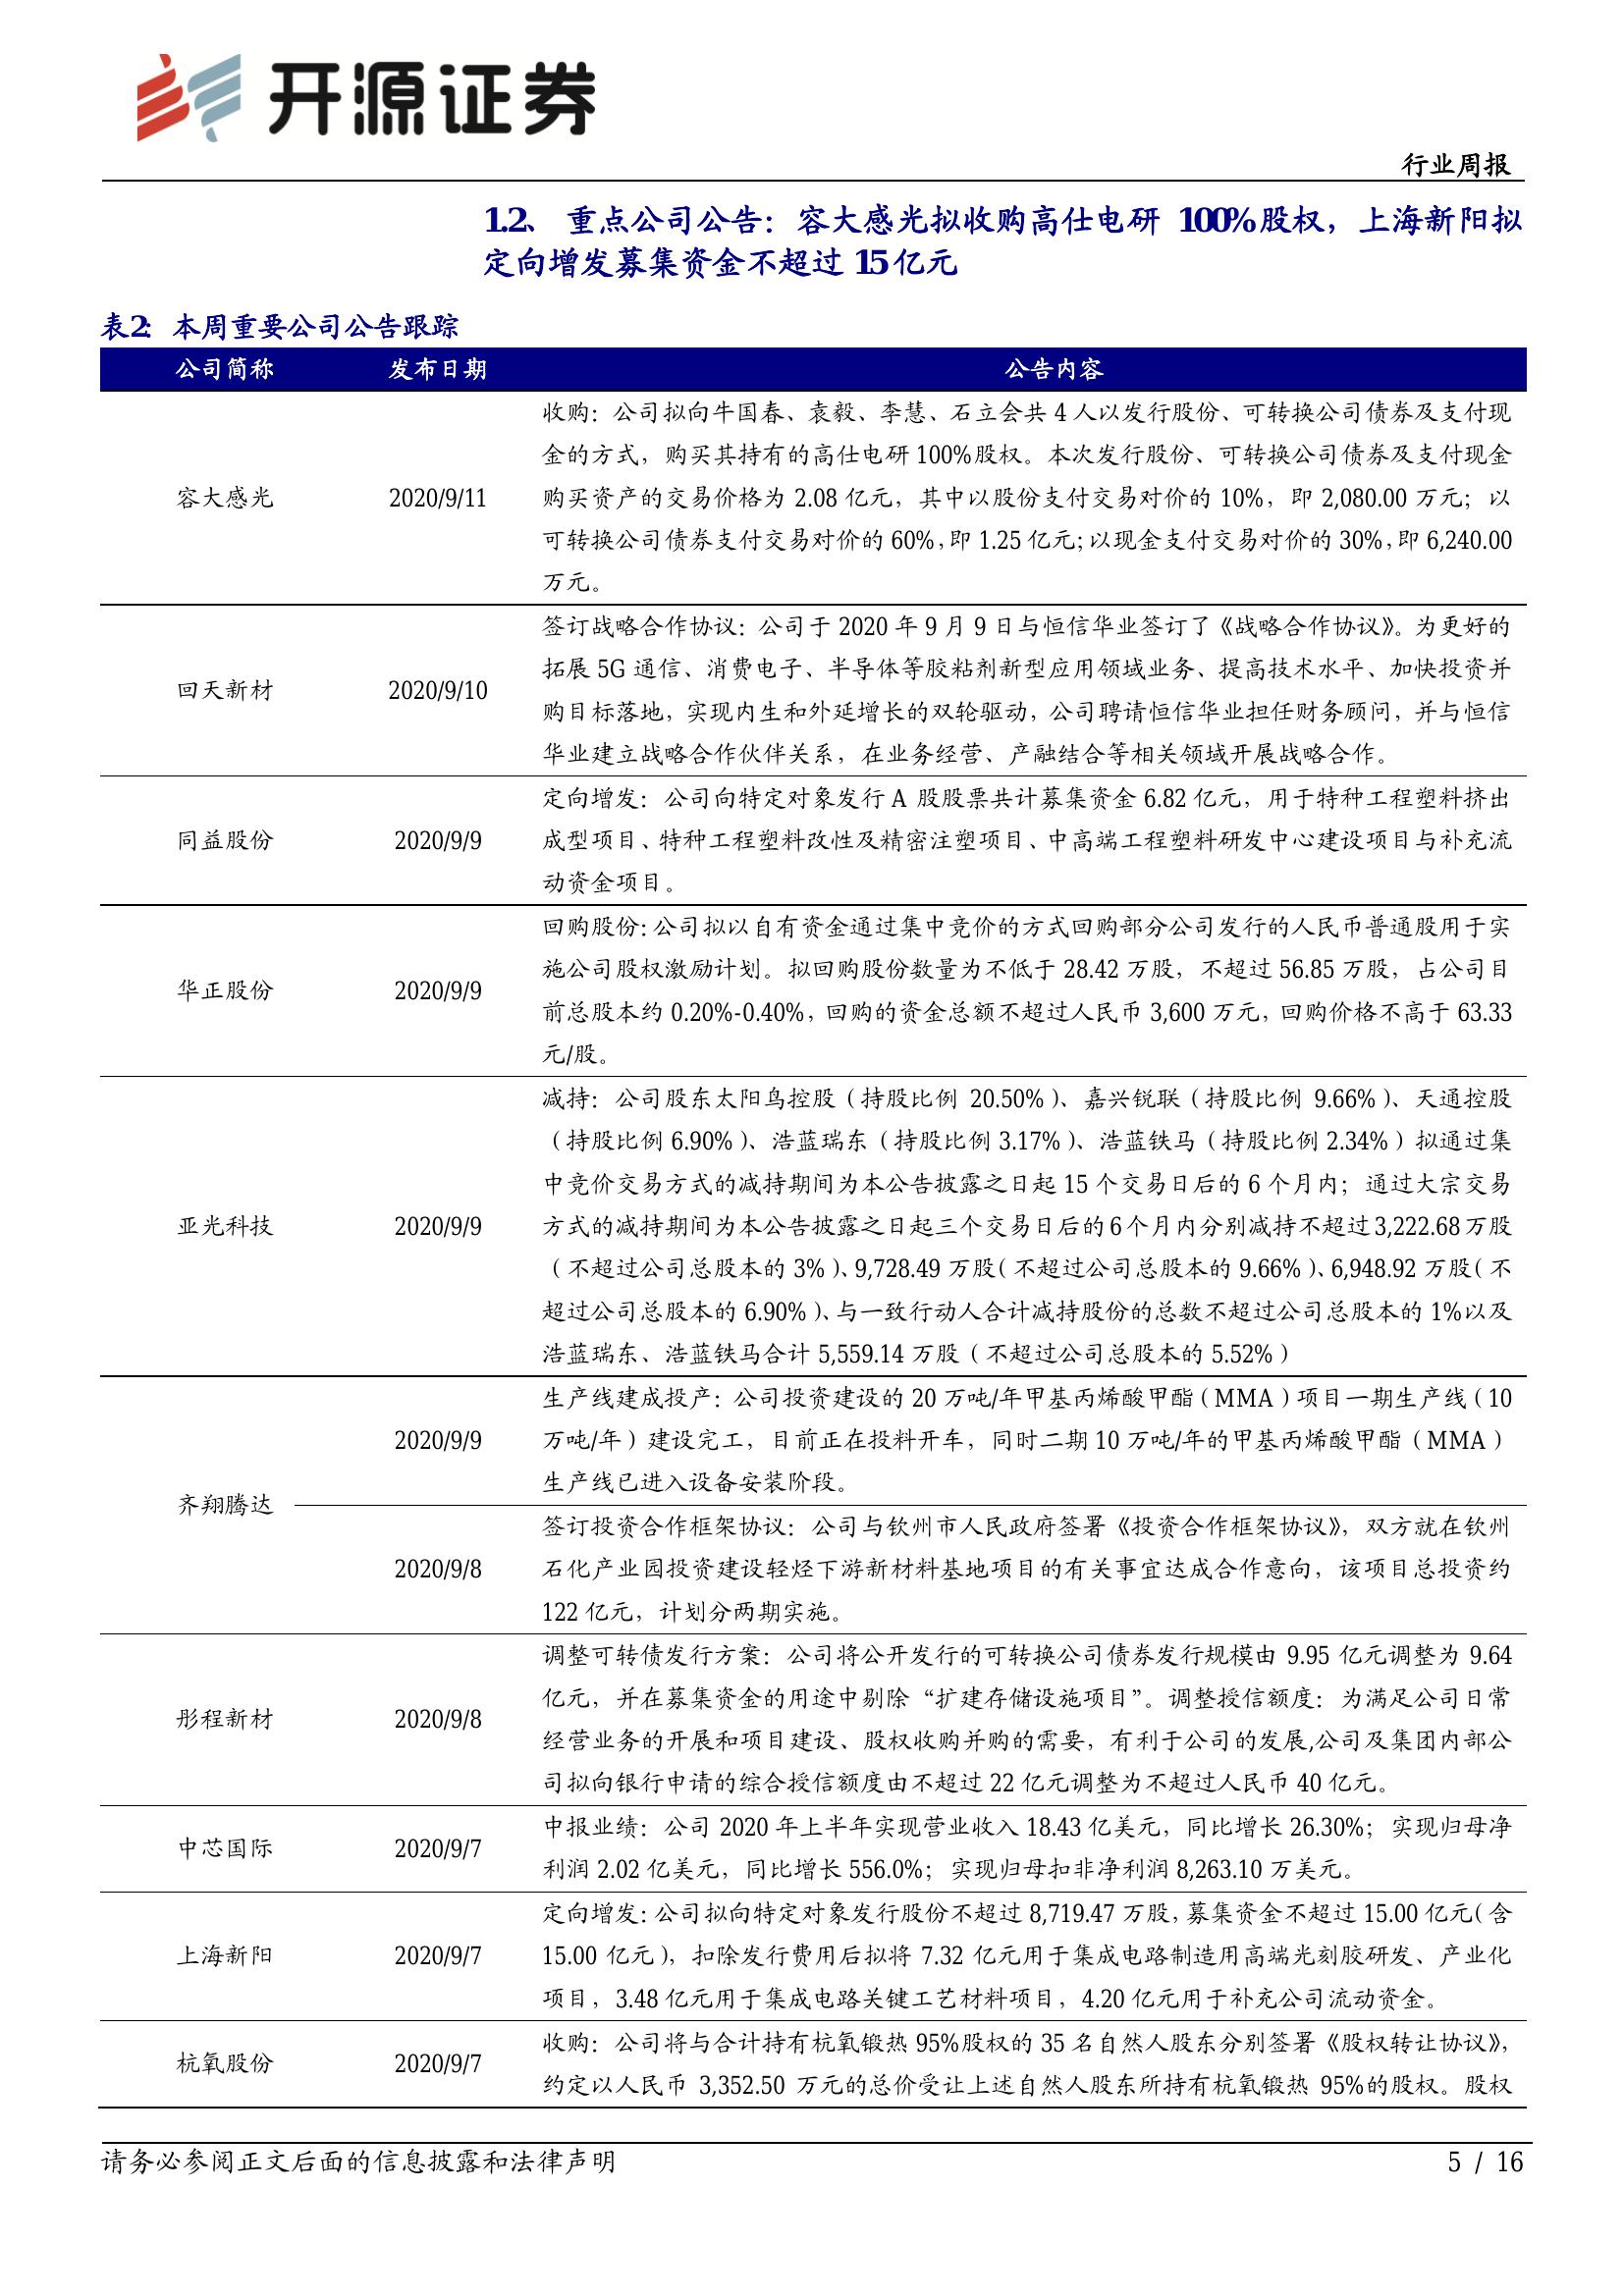 开源证券
行业周报
1.2、 重点公司公告：容大感光拟收购高仕电研 100%股权，上海新阳拟
定向增发募集资金不超过 15 亿元
表2： 本周重要公司公告跟踪
公司简称 发布日期 公告内容
收购：公司拟向牛国春、袁毅、李慧、石立会共 4 人以发行股份、可转换公司债券及支付现
金的方式，购买其持有的高仕电研 100%股权。本次发行股份、可转换公司债券及支付现金
容大感光 2020/9/11 购买资产的交易价格为 2.08 亿元，其中以股份支付交易对价的 10%，即 2,080.00 万元；以
可转换公司债券支付交易对价的 60%，即 1.25 亿元；以现金支付交易对价的 30%，即 6,240.00
万元。
签订战略合作协议：公司于 2020 年 9 月 9 日与恒信华业签订了《战略合作协议》。为更好的
拓展 5G 通信、消费电子、半导体等胶粘剂新型应用领域业务、提高技术水平、加快投资并
回天新材 2020/9/10
购目标落地，实现内生和外延增长的双轮驱动，公司聘请恒信华业担任财务顾问，并与恒信
华业建立战略合作伙伴关系，在业务经营、产融结合等相关领域开展战略合作。
定向增发：公司向特定对象发行 A 股股票共计募集资金 6.82 亿元，用于特种工程塑料挤出
同益股份 2020/9/9 成型项目、特种工程塑料改性及精密注塑项目、中高端工程塑料研发中心建设项目与补充流
动资金项目。
回购股份：公司拟以自有资金通过集中竞价的方式回购部分公司发行的人民币普通股用于实
施公司股权激励计划。拟回购股份数量为不低于 28.42 万股，不超过 56.85 万股，占公司目
华正股份 2020/9/9
前总股本约 0.20%-0.40%，回购的资金总额不超过人民币 3,600 万元，回购价格不高于 63.33
元/股。
减持：公司股东太阳鸟控股（持股比例 20.50%）、嘉兴锐联（持股比例 9.66%）、天通控股
（持股比例 6.90%）、浩蓝瑞东（持股比例 3.17%）、浩蓝铁马（持股比例 2.34%）拟通过集
中竞价交易方式的减持期间为本公告披露之日起 15 个交易日后的 6 个月内；通过大宗交易
亚光科技 2020/9/9 方式的减持期间为本公告披露之日起三个交易日后的 6 个月内分别减持不超过 3,222.68 万股
（不超过公司总股本的 3%）、9,728.49 万股（不超过公司总股本的 9.66%）、6,948.92 万股（不
超过公司总股本的 6.90%）、与一致行动人合计减持股份的总数不超过公司总股本的 1%以及
浩蓝瑞东、浩蓝铁马合计 5,559.14 万股（不超过公司总股本的 5.52%）
生产线建成投产：公司投资建设的 20 万吨/年甲基丙烯酸甲酯（MMA）项目一期生产线（10
2020/9/9 万吨/年）建设完工，目前正在投料开车，同时二期 10 万吨/年的甲基丙烯酸甲酯（MMA）
生产线已进入设备安装阶段。
齐翔腾达
签订投资合作框架协议：公司与钦州市人民政府签署《投资合作框架协议》，双方就在钦州
2020/9/8 石化产业园投资建设轻烃下游新材料基地项目的有关事宜达成合作意向，该项目总投资约
122 亿元，计划分两期实施。
调整可转债发行方案：公司将公开发行的可转换公司债券发行规模由 9.95 亿元调整为 9.64
亿元，并在募集资金的用途中剔除“扩建存储设施项目”。调整授信额度：为满足公司日常
彤程新材 2020/9/8
经营业务的开展和项目建设、股权收购并购的需要，有利于公司的发展,公司及集团内部公
司拟向银行申请的综合授信额度由不超过 22 亿元调整为不超过人民币 40 亿元。
中报业绩：公司 2020 年上半年实现营业收入 18.43 亿美元，同比增长 26.30%；实现归母净
中芯国际 2020/9/7
利润 2.02 亿美元，同比增长 556.0%；实现归母扣非净利润 8,263.10 万美元。
定向增发：公司拟向特定对象发行股份不超过 8,719.47 万股，募集资金不超过 15.00 亿元（含
上海新阳 2020/9/7 15.00 亿元），扣除发行费用后拟将 7.32 亿元用于集成电路制造用高端光刻胶研发、产业化
项目，3.48 亿元用于集成电路关键工艺材料项目，4.20 亿元用于补充公司流动资金。
收购：公司将与合计持有杭氧锻热 95%股权的 35 名自然人股东分别签署《股权转让协议》，
杭氧股份 2020/9/7
约定以人民币 3,352.50 万元的总价受让上述自然人股东所持有杭氧锻热 95%的股权。股权
请务必参阅正文后面的信息披露和法律声明 5 / 16